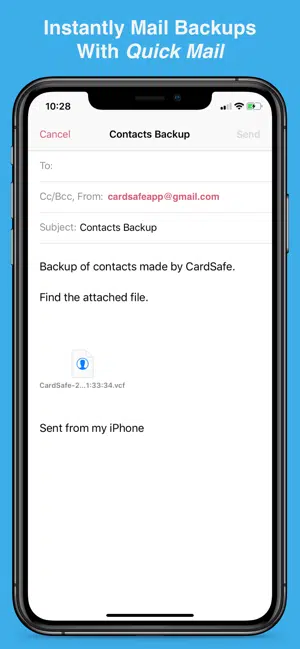 Instantly Mail Backups
With Quick Mail
10:28
Cancel
Contacts Backup
Send
To:
Cc/Bcc, From: cardsafeapp@gmail.com
Subject: Contacts Backup
Backup of contacts made by CardSafe.
Find the attached file.
CardSafe-2...1:33:34.vcf
Sent from my iPhone